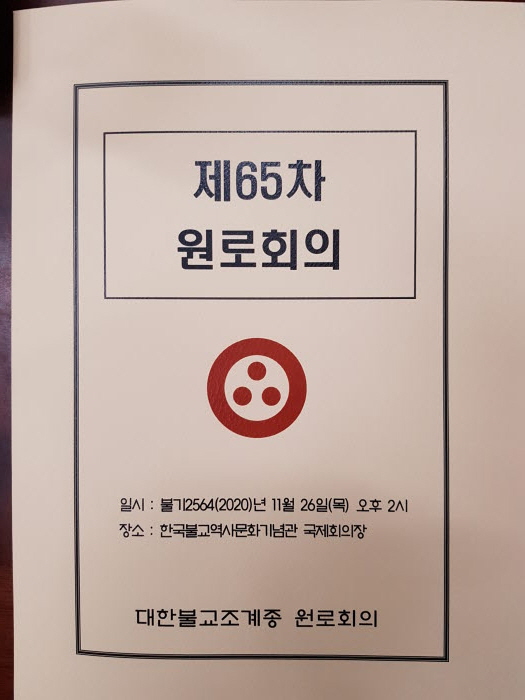 제65차
원로회의
일시 : 불기2564(2020)년 11월 26일(목) 오후 2시
장소 : 한국불교역사문화기념관 국제회의장
대한불교조계종 원로회의